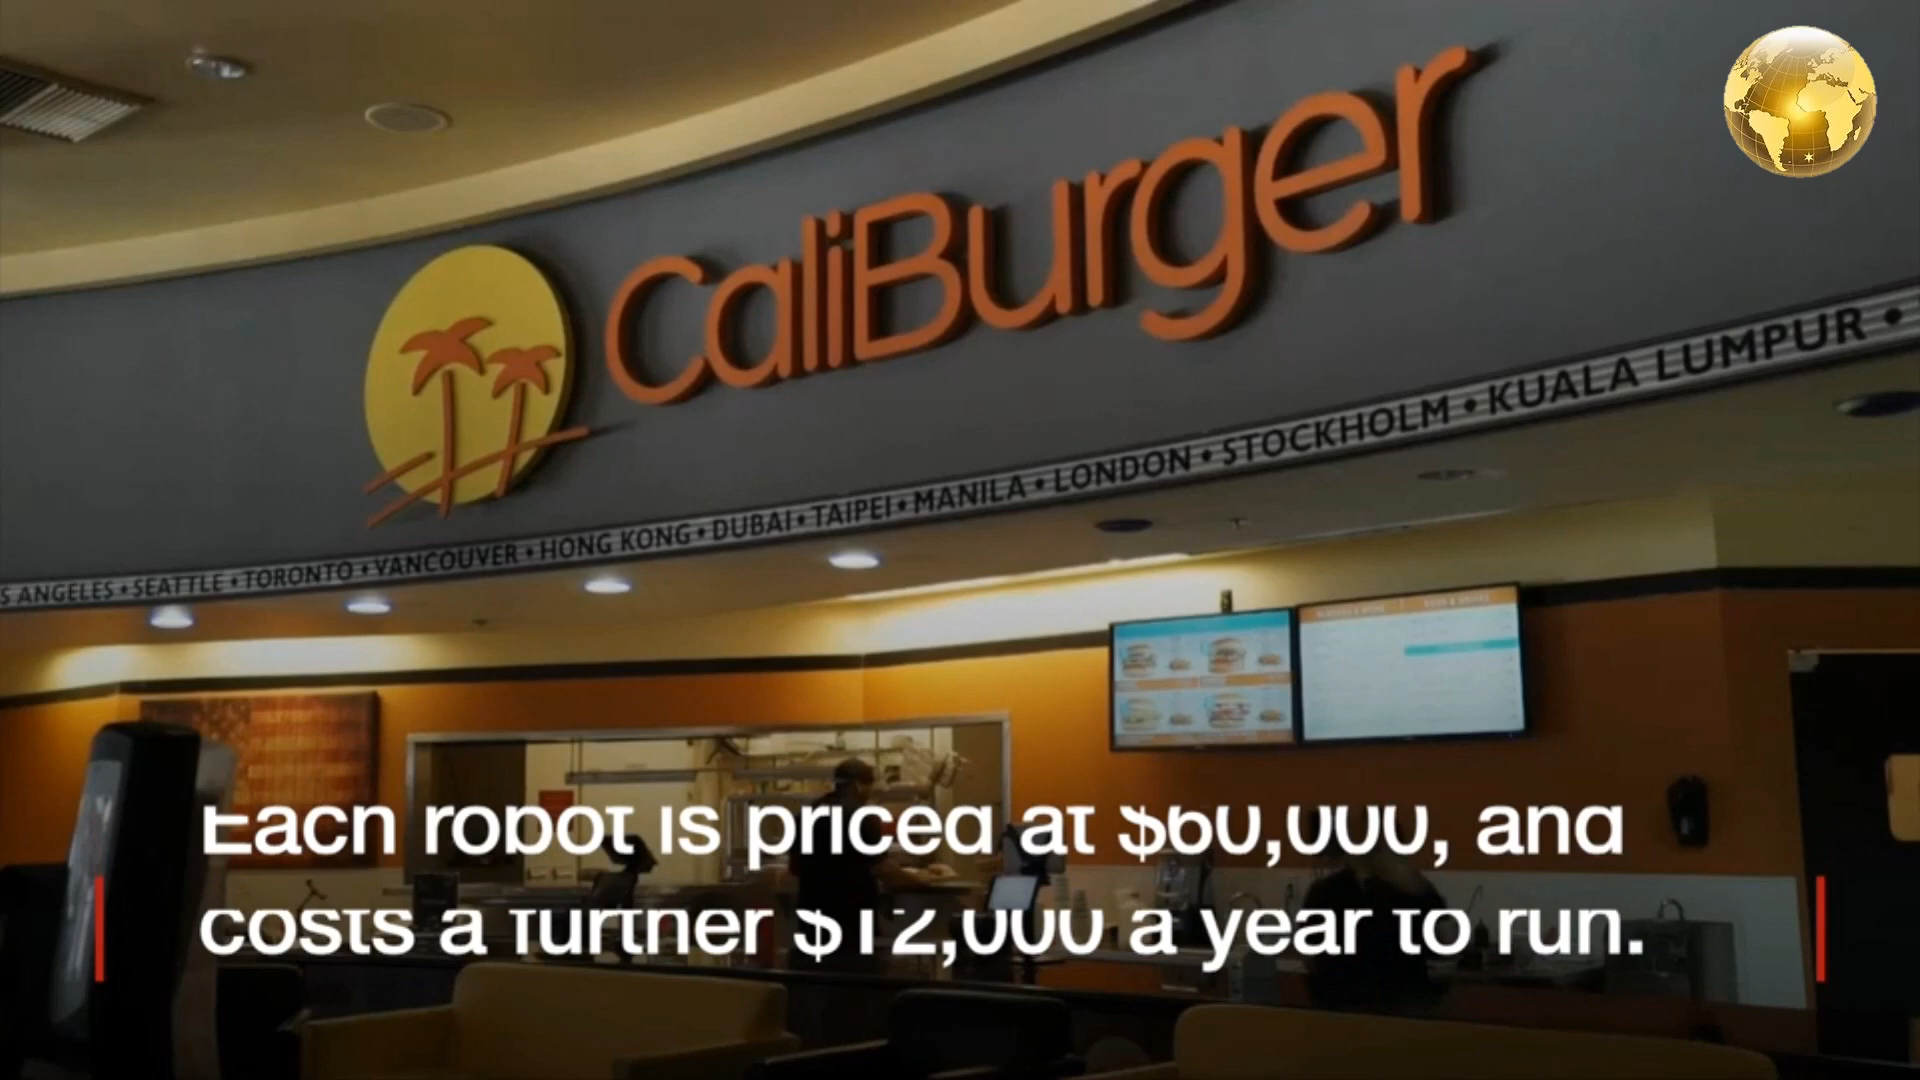 CaliBurger
S ANGELES • SEATTLE • TORONTO • VANCOUVER • HONG KONG • DUBAI • TAIPEI • MANILA • LONDON • STOCKHOLM • KUALA LUMPUR •
Each robot is priced at $60,000, and
costs a further $12,000 a year to run.